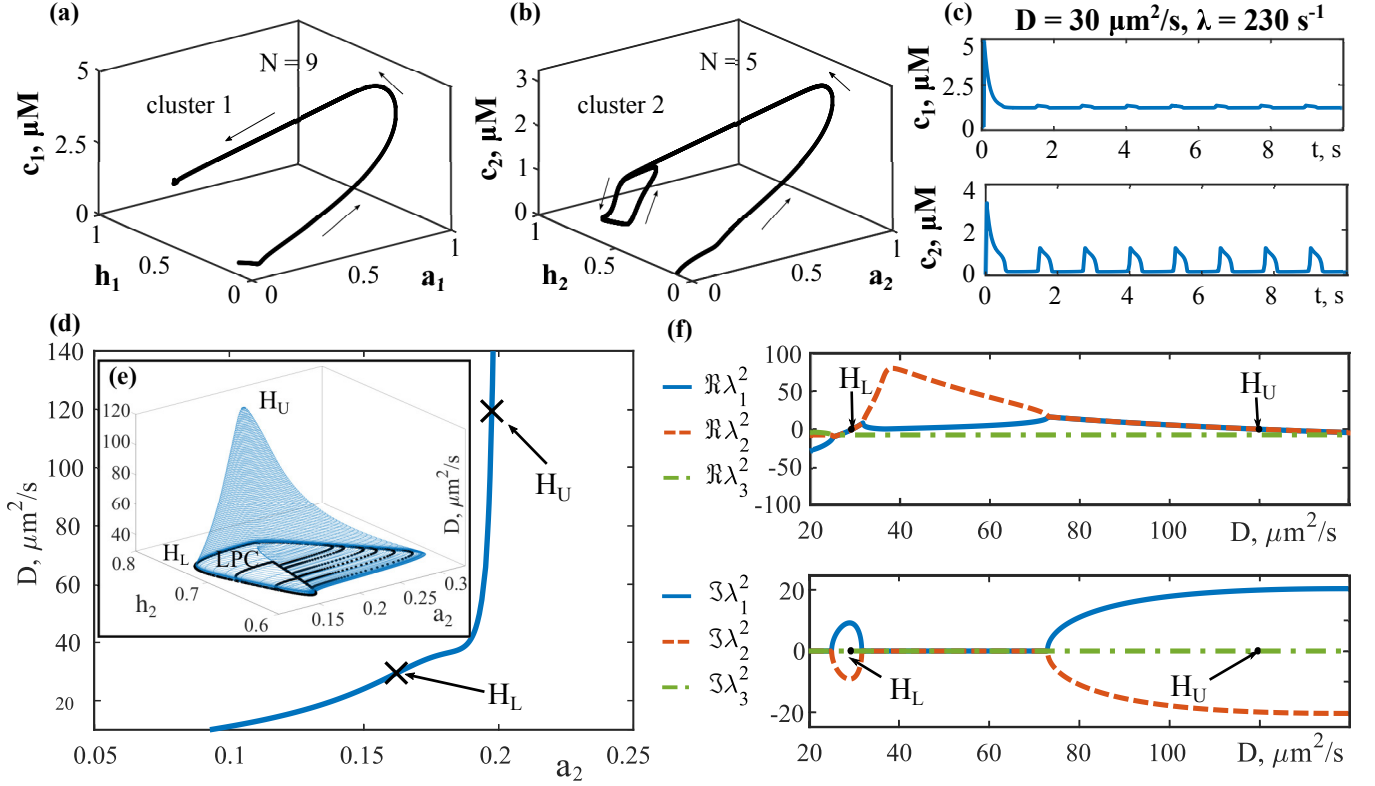 (a)
N = 9
cluster 1
c₁, μM
5
2.5
0
1
0.5
0
h₁
0
0.5
1
a₁
(b)
N = 5
cluster 2
c₂, μM
3
2
1
0
1
0.5
0
h₂
0
0.5
1
a₂
(c)
D = 30 μm²/s, λ = 230 s⁻¹
c₁, μM
5
2.5
0
0 2 4 6 8 t, s
c₂, μM
4
2
0
0 2 4 6 8 t, s
(d)
D, μm²/s
140
120
100
80
60
40
20
0.05 0.1 0.15 0.2 0.25
a₂
H_U
H_L
(e)
H_U
120
100
80
60
40
30
D, μm²/s
H_L
LPC
0.8
0.7
0.6
h₂
0.15
0.2
0.25
0.3
a₂
(f)
ℜλ₁²
ℜλ₂²
ℜλ₃²
100
50
0
-50
-100
H_L
H_U
20 40 60 80 100 D, μm²/s
ℑλ₁²
ℑλ₂²
ℑλ₃²
20
0
-20
H_L
H_U
20 40 60 80 100 D, μm²/s